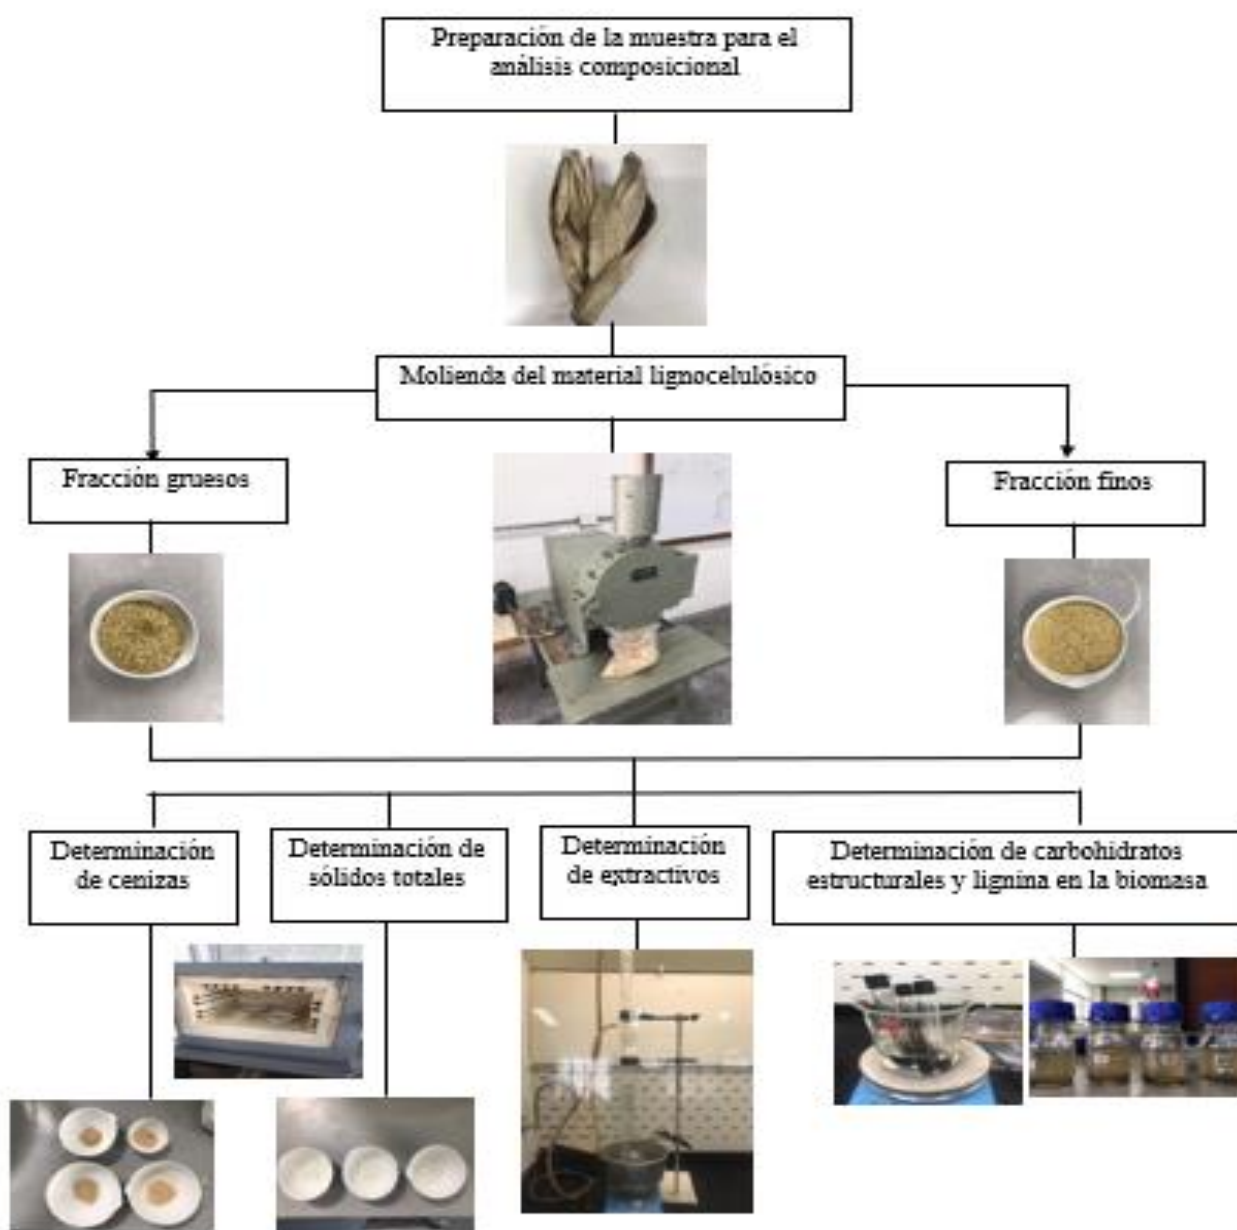 Preparación de la muestra para el
análisis composicional
Molienda del material lignocelulósico
Fracción gruesos
Fracción finos
Determinación
de cenizas
Determinación de
sólidos totales
Determinación
de extractivos
Determinación de carbohidratos
estructurales y lignina en la biomasa